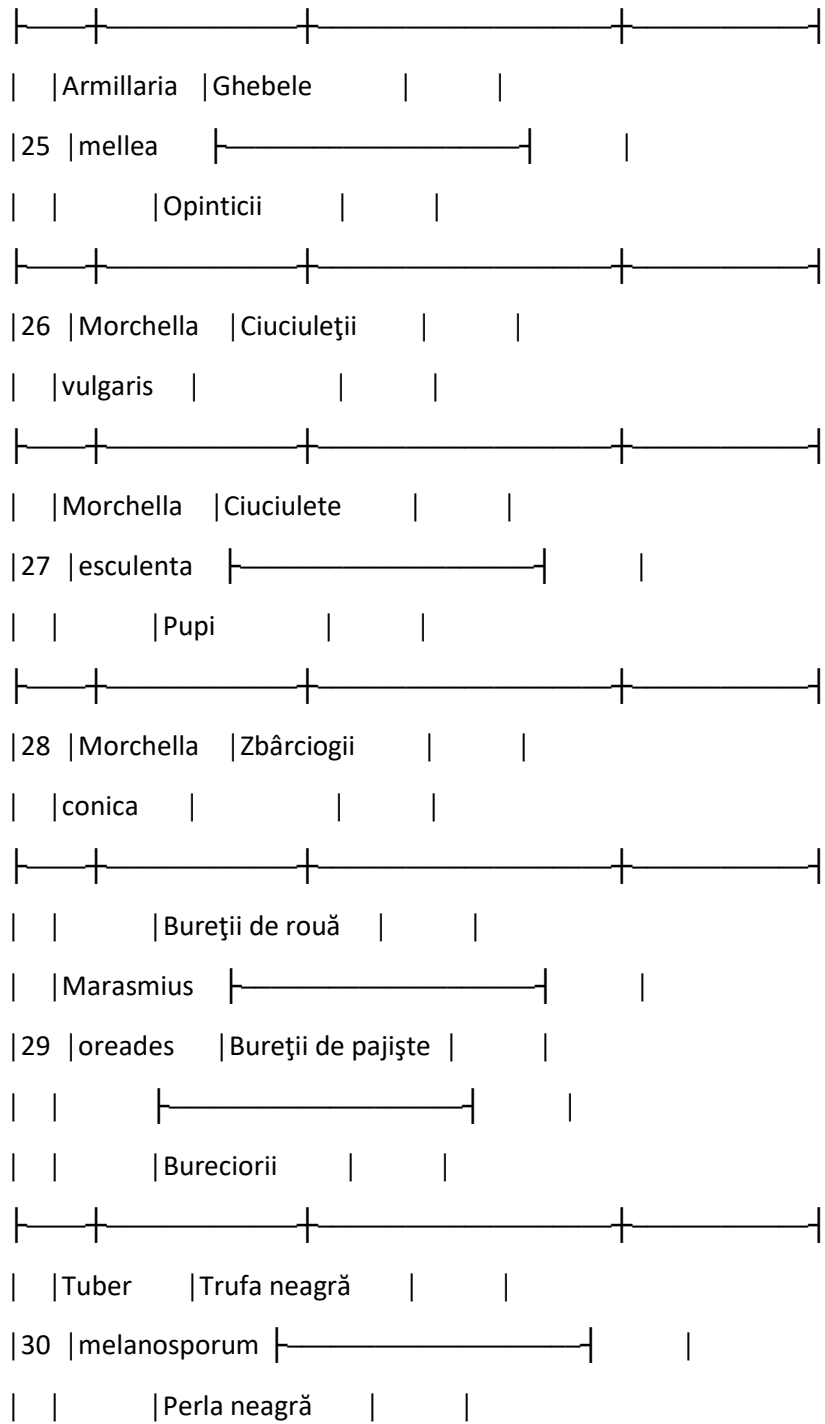 ├────┼──────────────┼─────────────────────┼────────────┤
| |Armillaria |Ghebele | |
|25 |mellea ├────────────────────┤ |
| | |Opinticii | |
├────┼──────────────┼─────────────────────┼────────────┤
|26 |Morchella |Ciuciuleţii | |
| |vulgaris | | |
├────┼──────────────┼─────────────────────┼────────────┤
| |Morchella |Ciuciulete | |
|27 |esculenta ├────────────────────┤ |
| | |Pupi | |
├────┼──────────────┼─────────────────────┼────────────┤
|28 |Morchella |Zbârciogii | |
| |conica | | |
├────┼──────────────┼─────────────────────┼────────────┤
| | |Bureţii de rouă | |
| |Marasmius ├────────────────────┤ |
|29 |oreades |Bureţii de pajişte | |
| | ├────────────────────┤ |
| | |Bureciorii | |
├────┼──────────────┼─────────────────────┼────────────┤
| |Tuber |Trufa neagră | |
|30 |melanosporum ├────────────────────┤ |
| | |Perla neagră | |